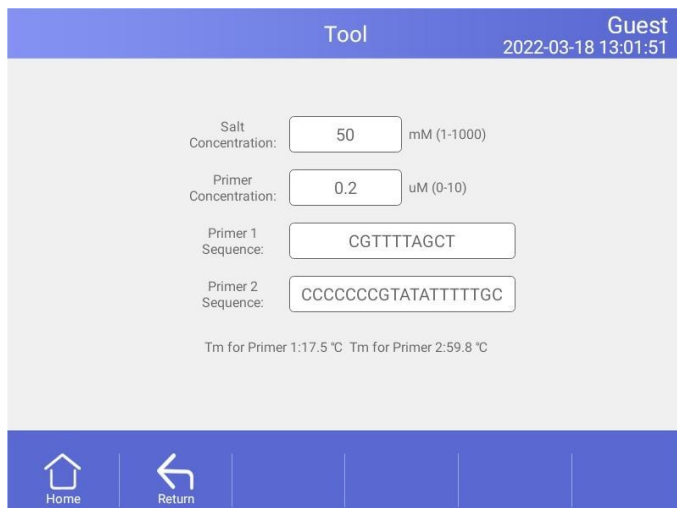 Tool
Guest
2022-03-18 13:01:51
Salt
Concentration:
50
mM (1-1000)
Primer
Concentration:
0.2
uM (0-10)
Primer 1
Sequence:
CGTTTTAGCT
Primer 2
Sequence:
CCCCCCCGTATATTTTTGC
Tm for Primer 1:17.5 ℃ Tm for Primer 2:59.8 ℃
Home
Return